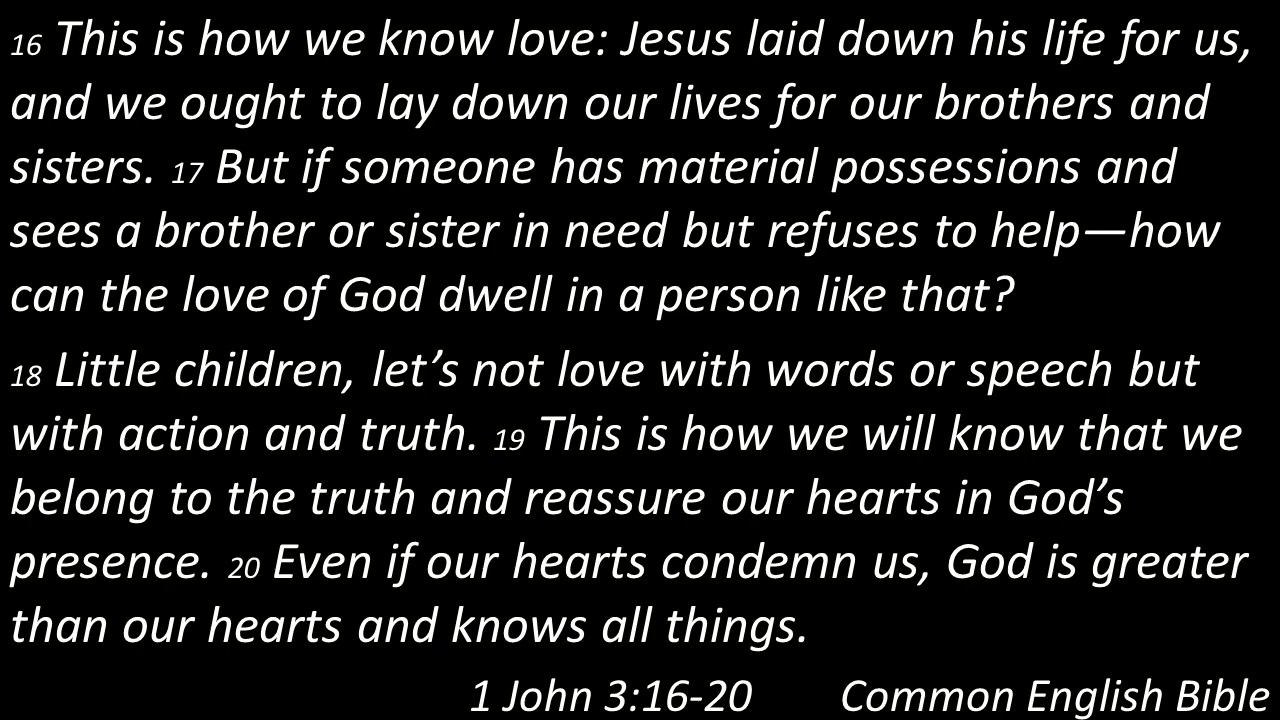 16 This is how we know love: Jesus laid down his life for us,
and we ought to lay down our lives for our brothers and
sisters. 17 But if someone has material possessions and
sees a brother or sister in need but refuses to help—how
can the love of God dwell in a person like that?
18 Little children, let’s not love with words or speech but
with action and truth. 19 This is how we will know that we
belong to the truth and reassure our hearts in God’s
presence. 20 Even if our hearts condemn us, God is greater
than our hearts and knows all things.
1 John 3:16-20 Common English Bible